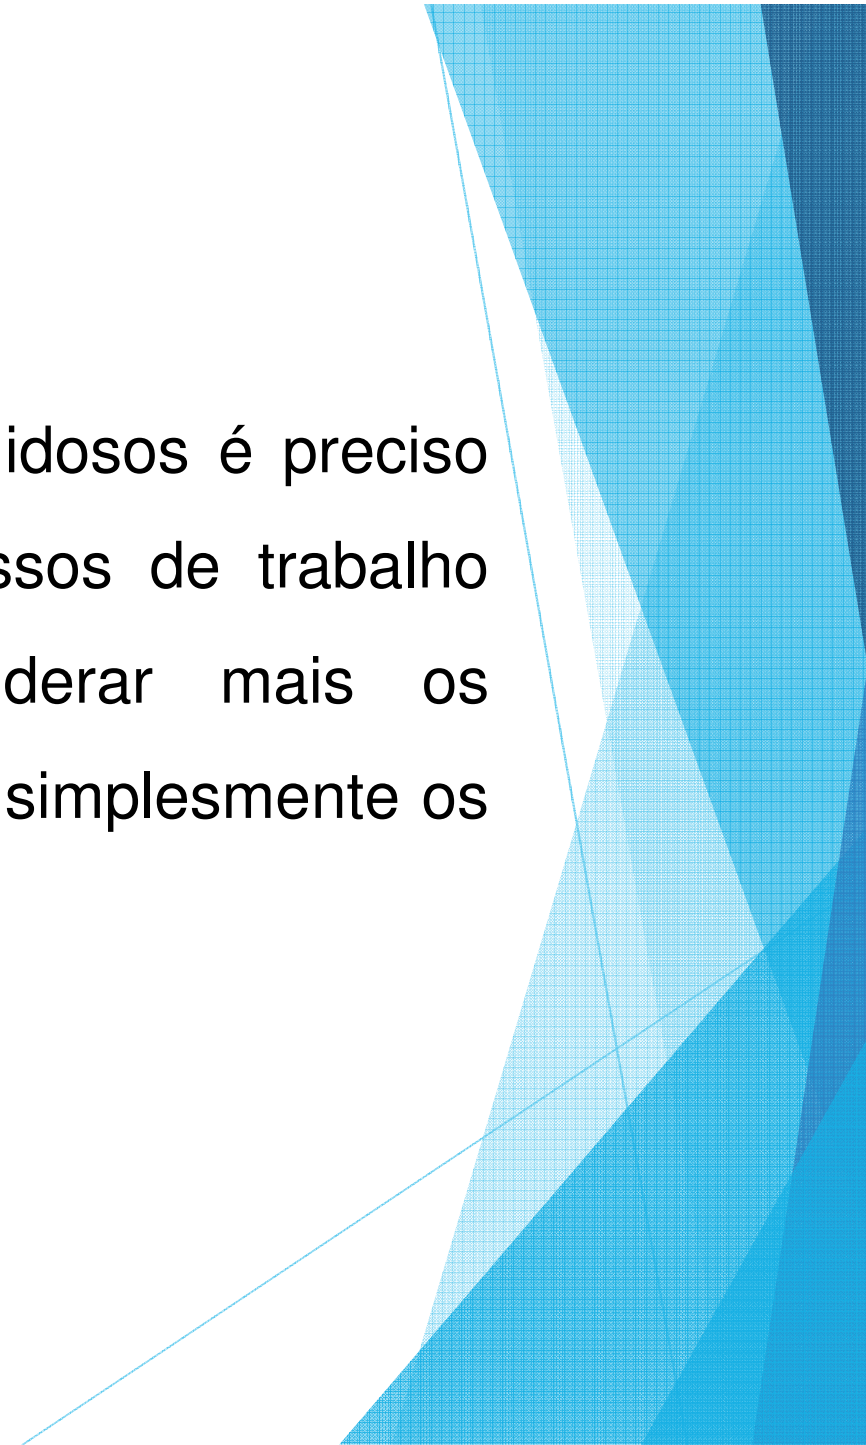 idosos é preciso
ssos de trabalho
derar mais os
simplesmente os